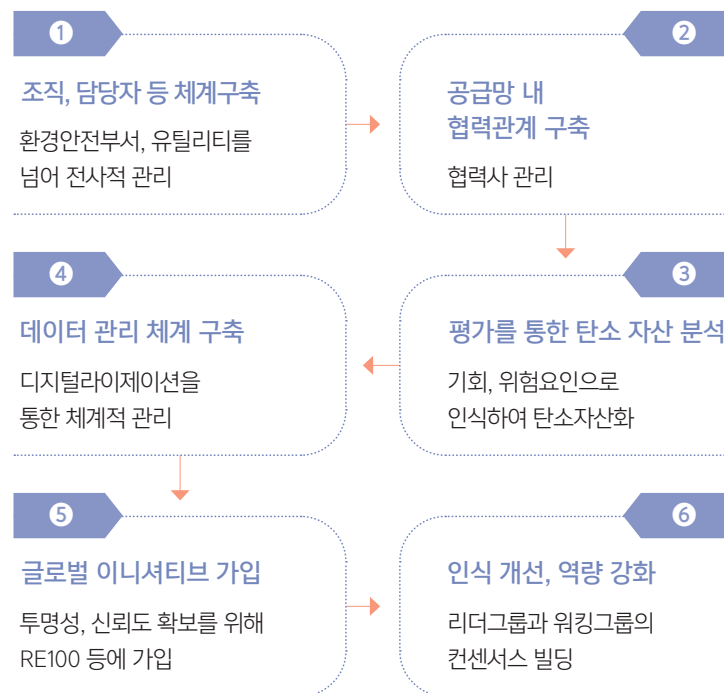 ❶
조직, 담당자 등 체계구축
환경안전부서, 유틸리티를
넘어 전사적 관리
❷
공급망 내
협력관계 구축
협력사 관리
❸
평가를 통한 탄소 자산 분석
기회, 위험요인으로
인식하여 탄소자산화
❹
데이터 관리 체계 구축
디지털라이제이션을
통한 체계적 관리
❺
글로벌 이니셔티브 가입
투명성, 신뢰도 확보를 위해
RE100 등에 가입
❻
인식 개선, 역량 강화
리더그룹과 워킹그룹의
컨센서스 빌딩